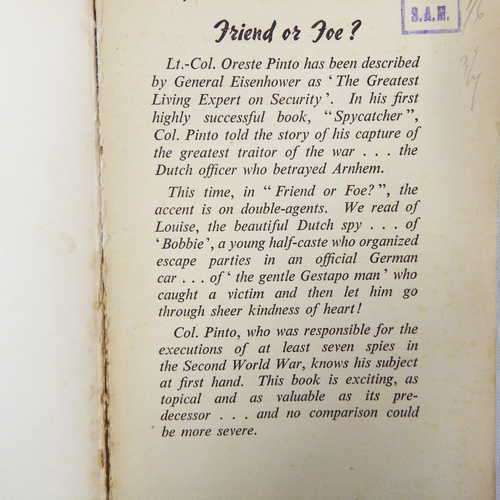 S.A.H.
Friend or Foe?
Lt.-Col. Oreste Pinto has been described
by General Eisenhower as ‘The Greatest
Living Expert on Security’. In his first
highly successful book, “Spycatcher”,
Col. Pinto told the story of his capture of
the greatest traitor of the war . . . the
Dutch officer who betrayed Arnhem.
This time, in “Friend or Foe?”, the
accent is on double-agents. We read of
Louise, the beautiful Dutch spy . . . of
‘Bobbie’, a young half-caste who organized
escape parties in an official German
car . . . of ‘the gentle Gestapo man’ who
caught a victim and then let him go
through sheer kindness of heart!
Col. Pinto, who was responsible for the
executions of at least seven spies in
the Second World War, knows his subject
at first hand. This book is exciting, as
topical and as valuable as its pre-
decessor . . . and no comparison could
be more severe.